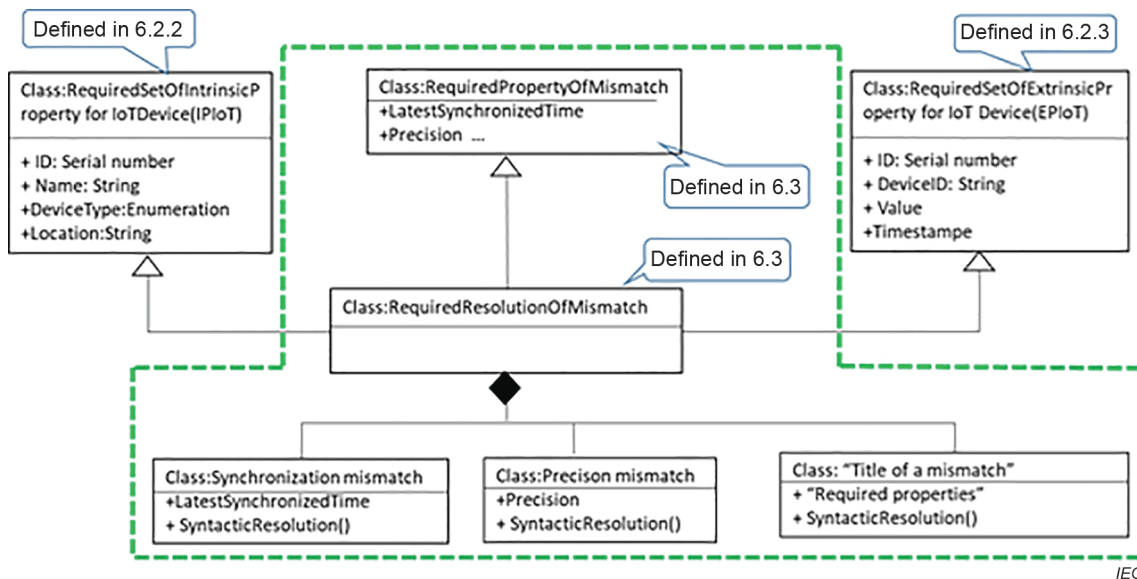 Defined in 6.2.2
Class:RequiredSetOfIntrinsicP
roperty for IoTDevice(IPIoT)
+ ID: Serial number
+ Name: String
+DeviceType:Enumeration
+Location:String
Class:RequiredPropertyOfMismatch
+LatestSynchronizedTime
+Precision ...
Defined in 6.3
Defined in 6.2.3
Class:RequiredSetOfExtrinsicPr
operty for IoT Device(EPIoT)
+ ID: Serial number
+ DeviceID: String
+ Value
+Timestampe
Defined in 6.3
Class:RequiredResolutionOfMismatch
Class:Synchronization mismatch
+LatestSynchronizedTime
+ SyntacticResolution()
Class:Precison mismatch
+Precision
+ SyntacticResolution()
Class: “Title of a mismatch”
+ “Required properties”
+ SyntacticResolution()
IEC